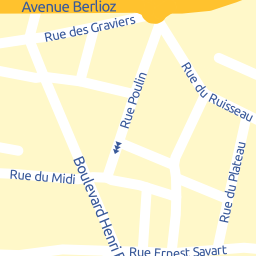 Avenue Berlioz
Rue des Graviers
Rue Poulin
Rue du Ruisseau
Rue du Plateau
Rue du Midi
Boulevard Henri
Rue Ernest Savart